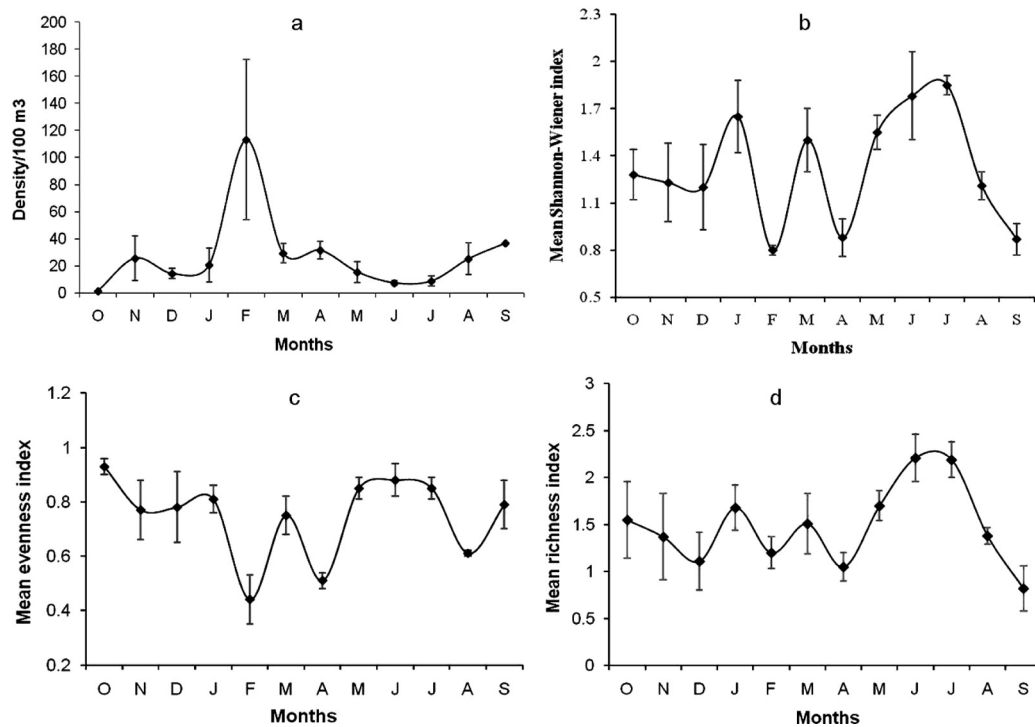 a
200
180
160
140
120
100
80
60
40
20
0
Density/100 m3
O N D J F M A M J J A S
Months
b
2.3
2
1.7
1.4
1.1
0.8
0.5
Mean Shannon-Wiener index
O N D J F M A M J J A S
Months
c
1.2
1
0.8
0.6
0.4
0.2
Mean evenness index
O N D J F M A M J J A S
Months
d
3
2.5
2
1.5
1
0.5
0
Mean richness index
O N D J F M A M J J A S
Months